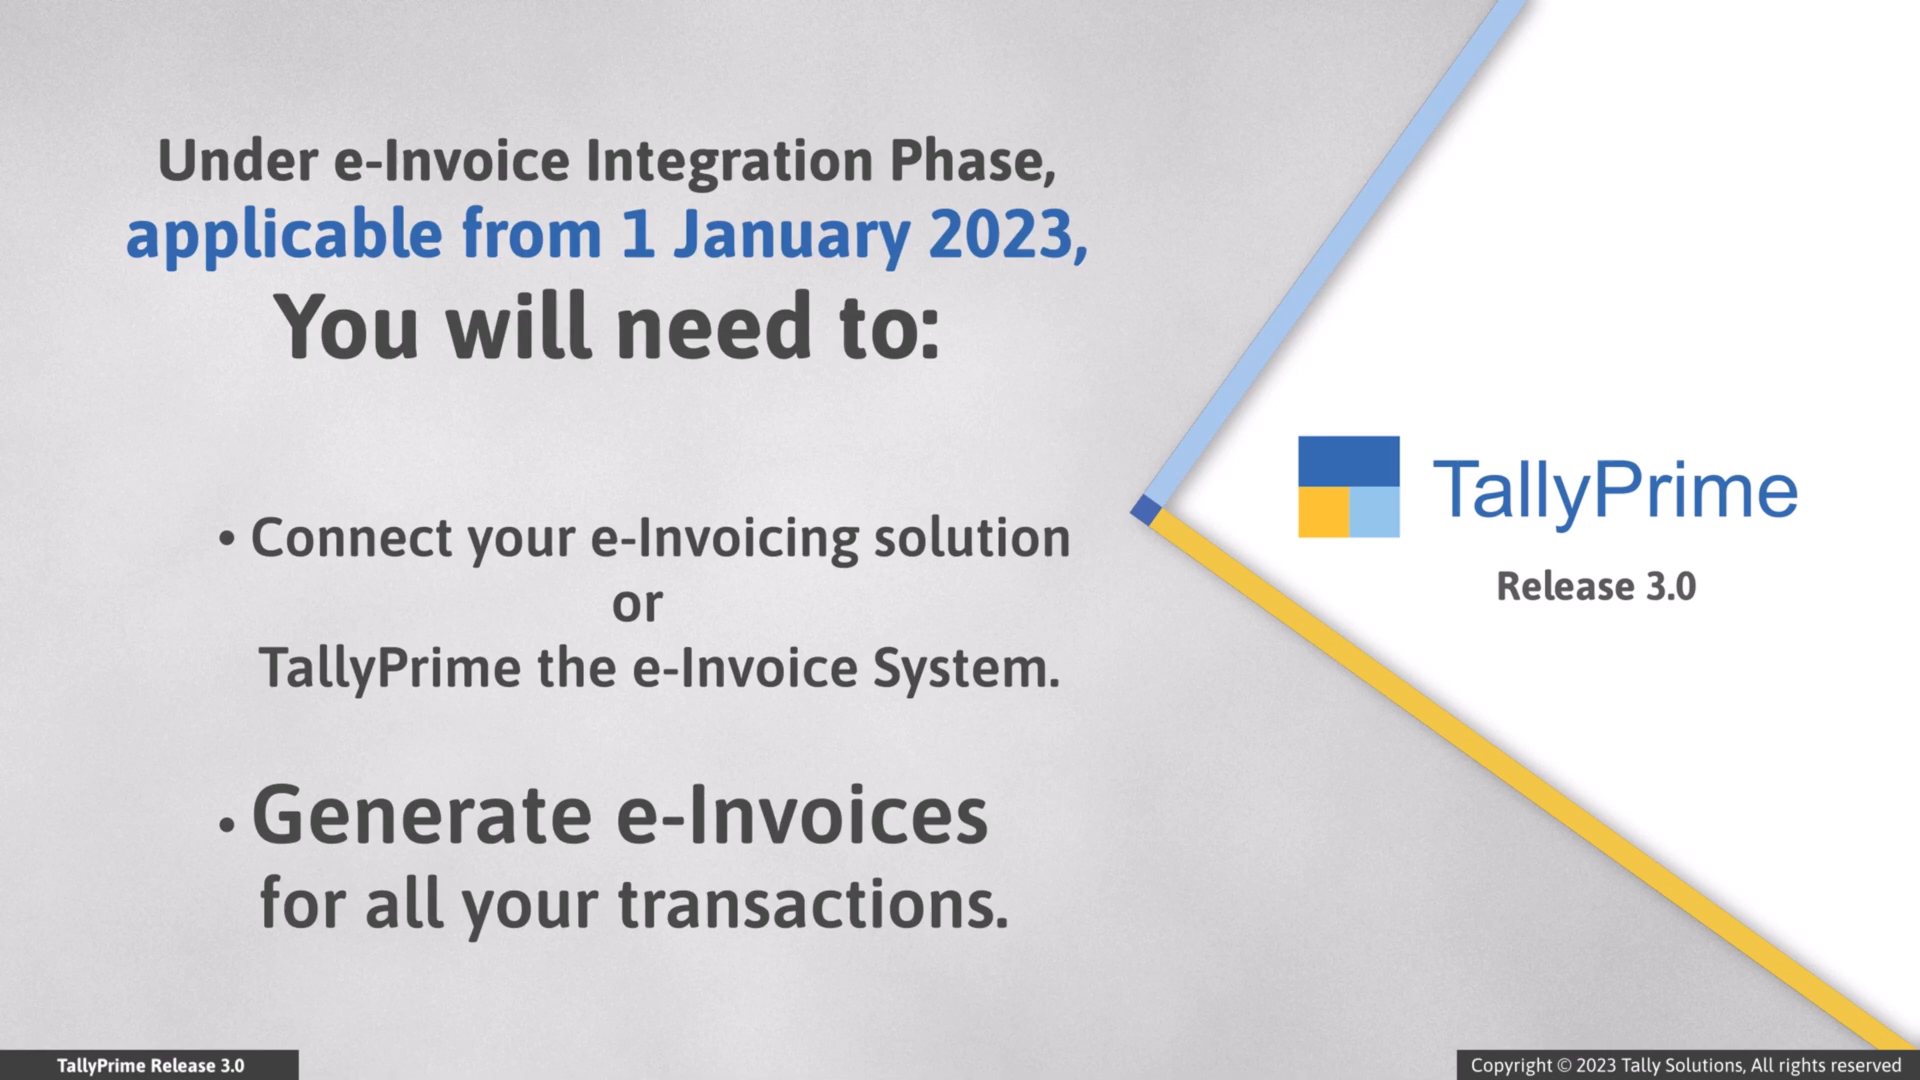 Under e-Invoice Integration Phase,
applicable from 1 January 2023,
You will need to:
• Connect your e-Invoicing solution
or
TallyPrime the e-Invoice System.
• Generate e-Invoices
for all your transactions.
TallyPrime
Release 3.0
TallyPrime Release 3.0
Copyright © 2023 Tally Solutions, All rights reserved